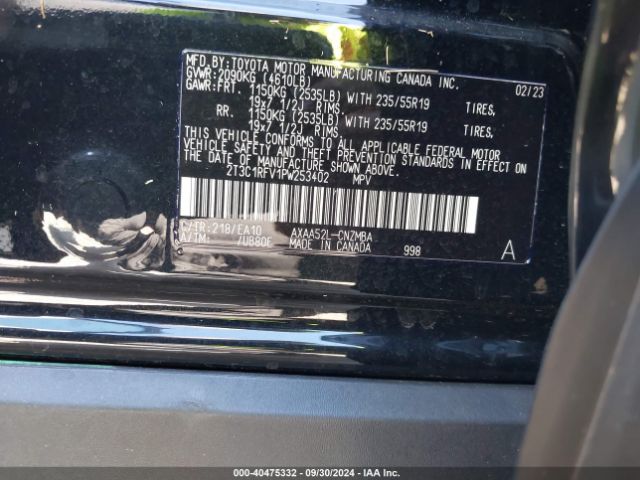 MFD. BY: TOYOTA MOTOR MANUFACTURING CANADA INC.
GVWR: 2090KG (4610LB) 02/23
GAWR: FRT. 1150KG (2535LB) WITH 235/55R19 TIRES,
19x7 1/2J RIMS,
RR. 1150KG (2535LB) WITH 235/55R19 TIRES,
19x7 1/2J RIMS,
THIS VEHICLE CONFORMS TO ALL APPLICABLE FEDERAL MOTOR
VEHICLE SAFETY AND THEFT PREVENTION STANDARDS IN EFFECT ON
THE DATE OF MANUFACTURE SHOWN ABOVE.
2T3C1RFV1PW253402 MPV
C/TR: 218/EA10 AXAA52L-CNZMBA
A/TM: /UB80F MADE IN CANADA 998 A
000-40475332 - 09/30/2024 - IAA Inc.